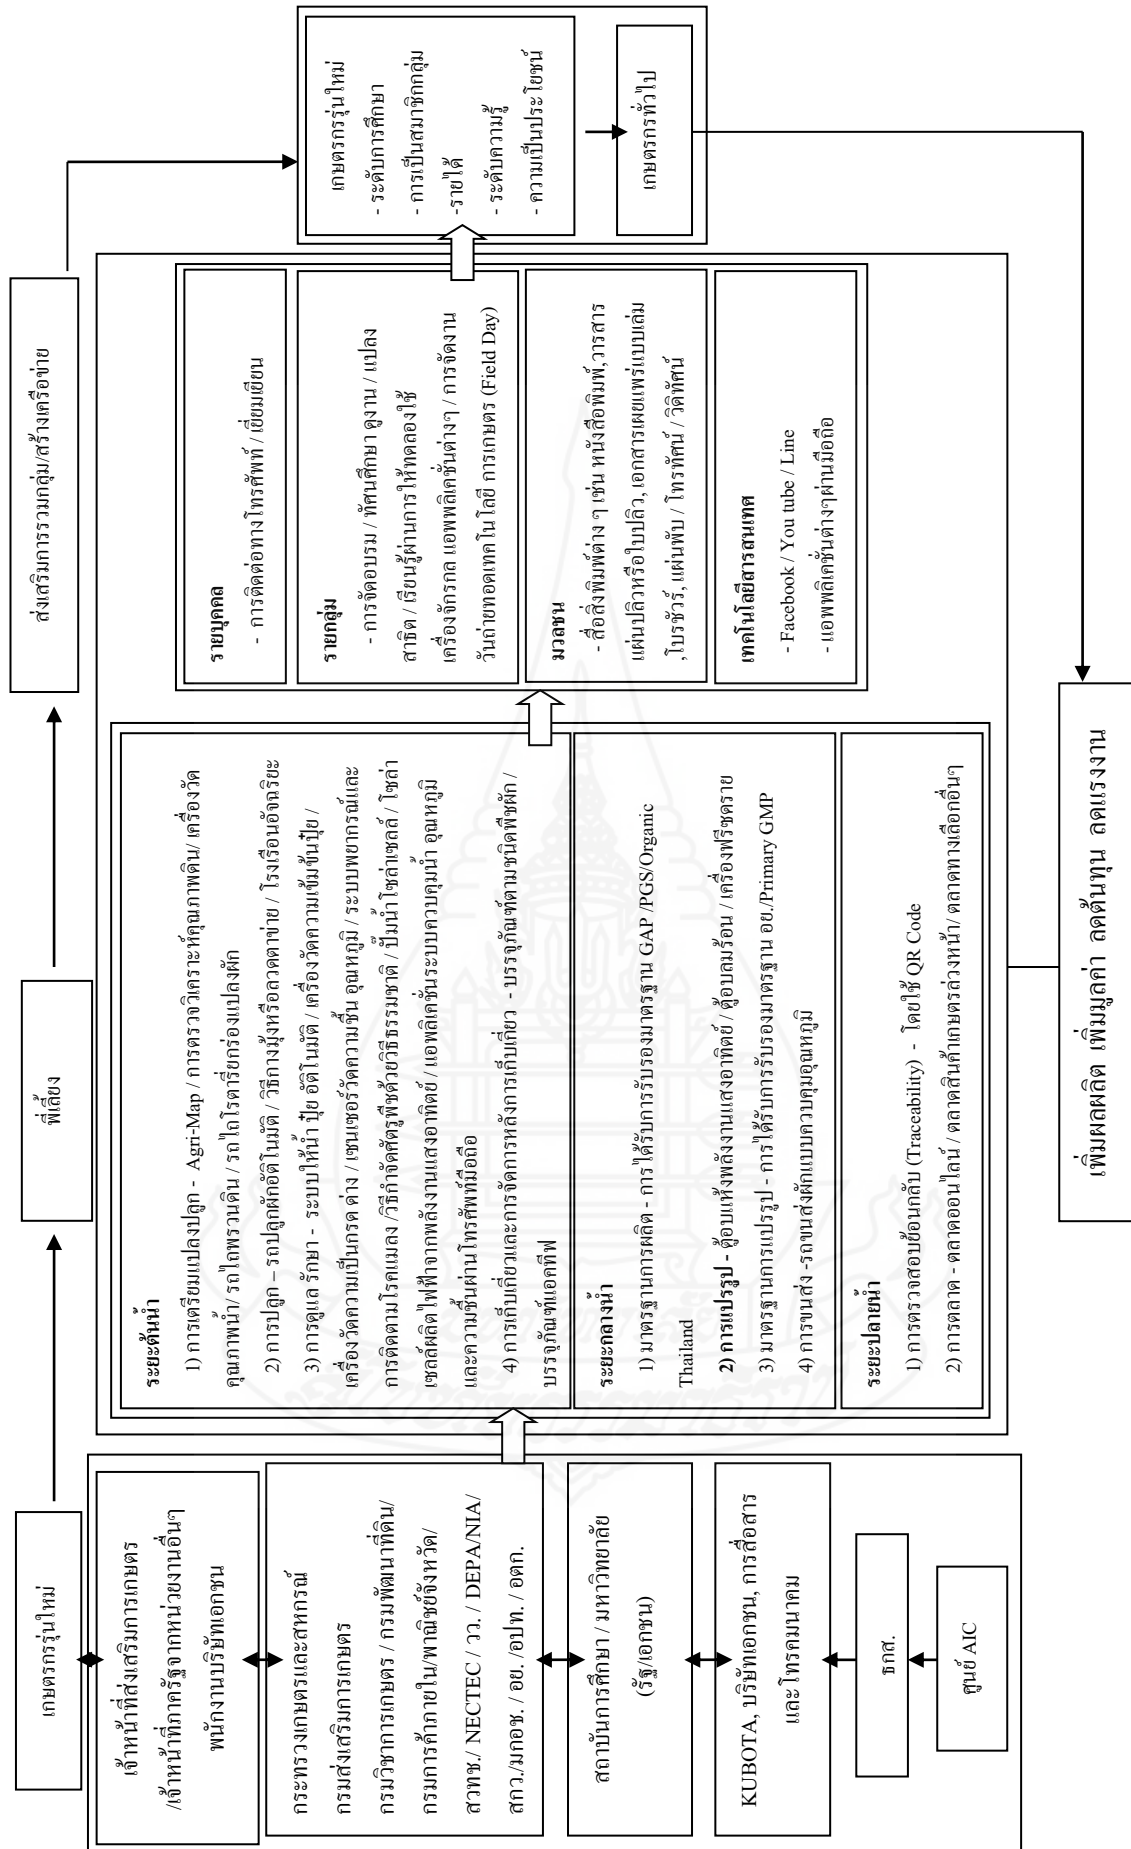 เกษตรกรรุ่นใหม่
พี่เลี้ยง
ส่งเสริมการรวมกลุ่ม/สร้างเครือข่าย
เจ้าหน้าที่ส่งเสริมการเกษตร
/เจ้าหน้าที่ภาครัฐจากหน่วยงานอื่นๆ
พนักงานบริษัทเอกชน
กระทรวงเกษตรและสหกรณ์
กรมส่งเสริมการเกษตร
กรมวิชาการเกษตร / กรมพัฒนาที่ดิน/
กรมการค้าภายใน/พาณิชย์จังหวัด/
สวทช./ NECTEC / วว. / DEPA/NIA/
สกว./มกอช. / อย. /อปท. / อตก.
สถาบันการศึกษา / มหาวิทยาลัย
(รัฐ/เอกชน)
KUBOTA, บริษัทเอกชน, การสื่อสาร
และโทรคมนาคม
ธกส.
ศูนย์ AIC
ระยะต้นน้ำ
1) การเตรียมแปลงปลูก - Agri-Map / การตรวจวิเคราะห์คุณภาพดิน/ เครื่องวัด
คุณภาพน้ำ/ รถไถพรวนดิน / รถไถโรตารี่ยกร่องแปลงผัก
2) การปลูก – รถปลูกผักอัติโนมัติ / วิธีกางมุ้งหรือลวดตาข่าย / โรงเรือนอัจฉริยะ
3) การดูแล รักษา - ระบบให้น้ำ ปุ๋ย อัติโนมัติ / เครื่องวัดความเข้มข้นปุ๋ย /
เครื่องวัดความเป็นกรด ค่าง / เซนเซอร์วัดความชื้น อุณหภูมิ / ระบบพยากรณ์และ
การติดตามโรคแมลง /วิธีกำจัดศัตรูพืชด้วยวิธีธรรมชาติ / ปั๊มน้ำโซล่าเซลล์ / โซล่า
เซลล์ผลิตไฟฟ้าจากพลังงานแสงอาทิตย์ / แอพลิเคชั่นระบบควบคุมน้ำ อุณหภูมิ
และความชื้นผ่านโทรศัพท์มือถือ
4) การเก็บเกี่ยวและการจัดการหลังการเก็บเกี่ยว - บรรจุภัณฑ์ตามชนิดพืชผัก /
บรรจุภัณฑ์แอคทีฟ
ระยะกลางน้ำ
1) มาตรฐานการผลิต - การได้รับการรับรองมาตรฐาน GAP /PGS/Organic
Thailand
2) การแปรรูป - ตู้อบแห้งพลังงานแสงอาทิตย์ / ตู้อบลมร้อน / เครื่องฟรีซดราย
3) มาตรฐานการแปรรูป - การได้รับการรับรองมาตรฐาน อย./Primary GMP
4) การขนส่ง -รถขนส่งผักแบบควบคุมอุณหภูมิ
ระยะปลายน้ำ
1) การตรวจสอบย้อนกลับ (Traceability) - โดยใช้ QR Code
2) การตลาด - ตลาดออนไลน์ / ตลาดสินค้าเกษตรล่วงหน้า/ ตลาดทางเลือกอื่นๆ
รายบุคคล
- การติดต่อทางโทรศัพท์ / เยี่ยมเยียน
รายกลุ่ม
- การจัดอบรม / ทัศนศึกษา ดูงาน / แปลง
สาธิต / เรียนรู้ผ่านการให้ทดลองใช้
เครื่องจักรกล แอพพลิเคชั่นต่างๆ / การจัดงาน
วันถ่ายทอดเทคโนโลยี การเกษตร (Field Day)
มวลชน
- สื่อสิ่งพิมพ์ต่าง ๆ เช่น หนังสือพิมพ์,วารสาร
แผ่นปลิวหรือใบปลิว, เอกสารเผยแพร่แบบเล่ม
,โบรชัวร์, แผ่นพับ / โทรทัศน์ / วีดิทัศน์
เทคโนโลยีสารสนเทศ
- Facebook / You tube / Line
- แอพพลิเคชั่นต่างๆผ่านมือถือ
เกษตรกรรุ่นใหม่
- ระดับการศึกษา
- การเป็นสมาชิกกลุ่ม
-รายได้
- ระดับความรู้
- ความเป็นประโยชน์
เกษตรกรทั่วไป
เพิ่มผลผลิต เพิ่มมูลค่า ลดต้นทุน ลดแรงงาน